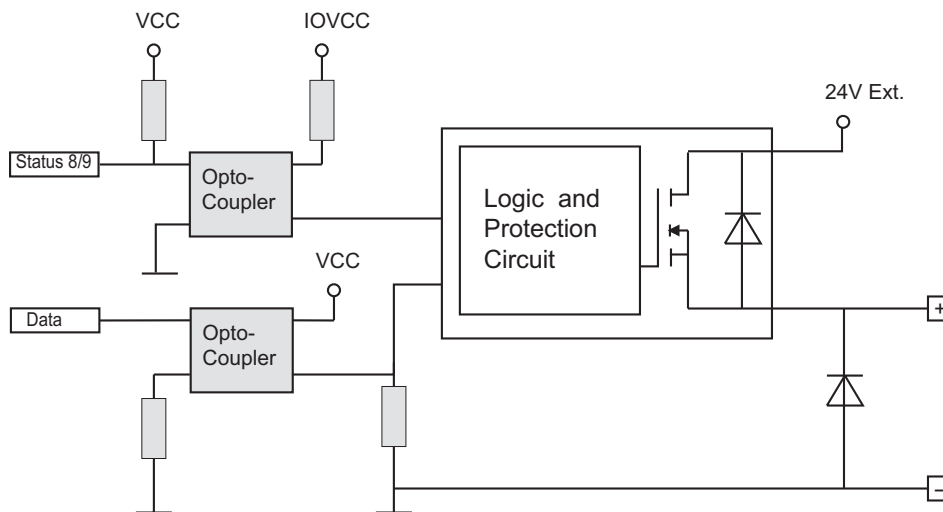 VCC
IOVCC
24V Ext.
Status 8/9
Opto-
Coupler
Logic and
Protection
Circuit
VCC
Data
Opto-
Coupler
+
−